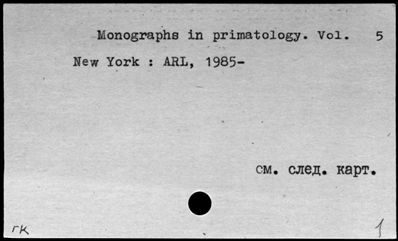 Monographs in primatology. Vol. 5
New York : ARL, 1985-
см. след. карт.
гк 1